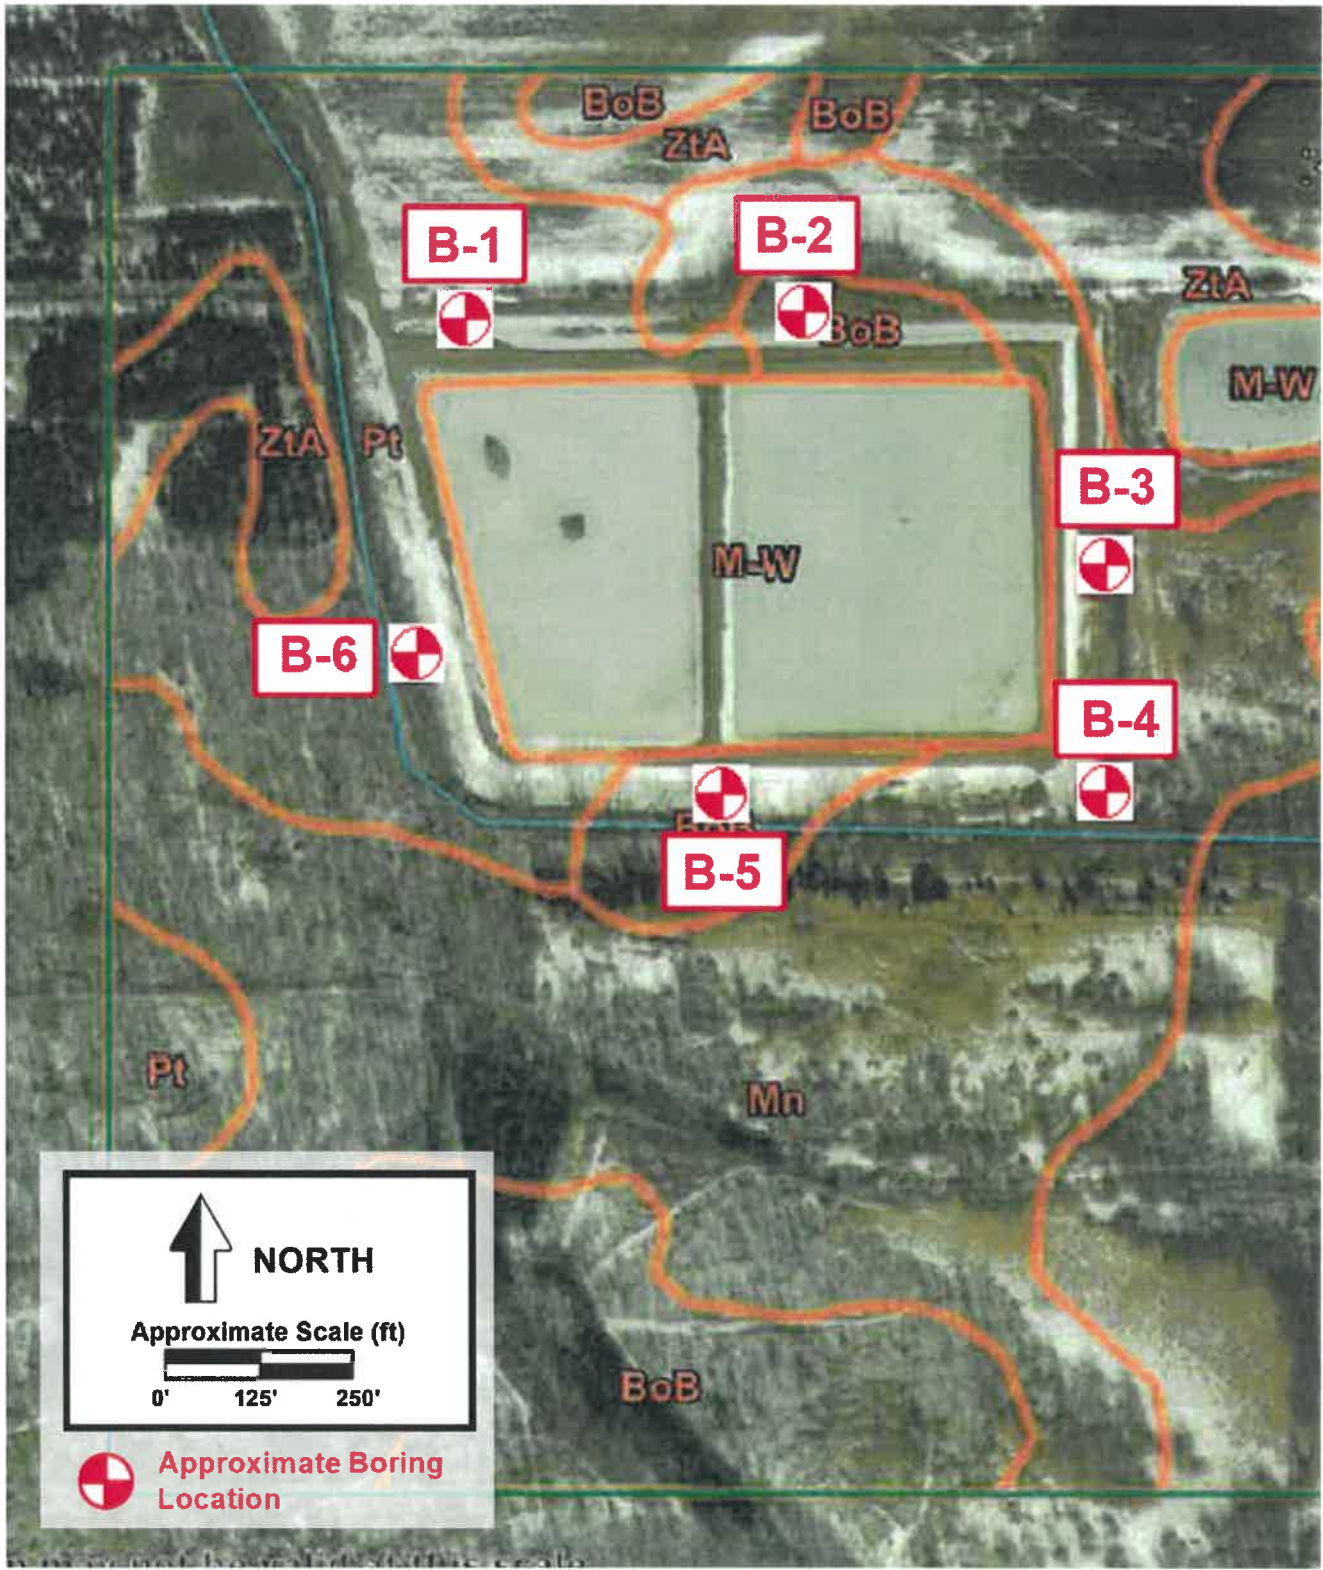 BoB
BoB
ZtA
B-1
B-2
ZtA
BoB
M-W
ZtA
Pt
B-3
M-W
B-6
B-4
B-5
Pt
Mn
NORTH
Approximate Scale (ft)
0' 125' 250'
BoB
Approximate Boring
Location